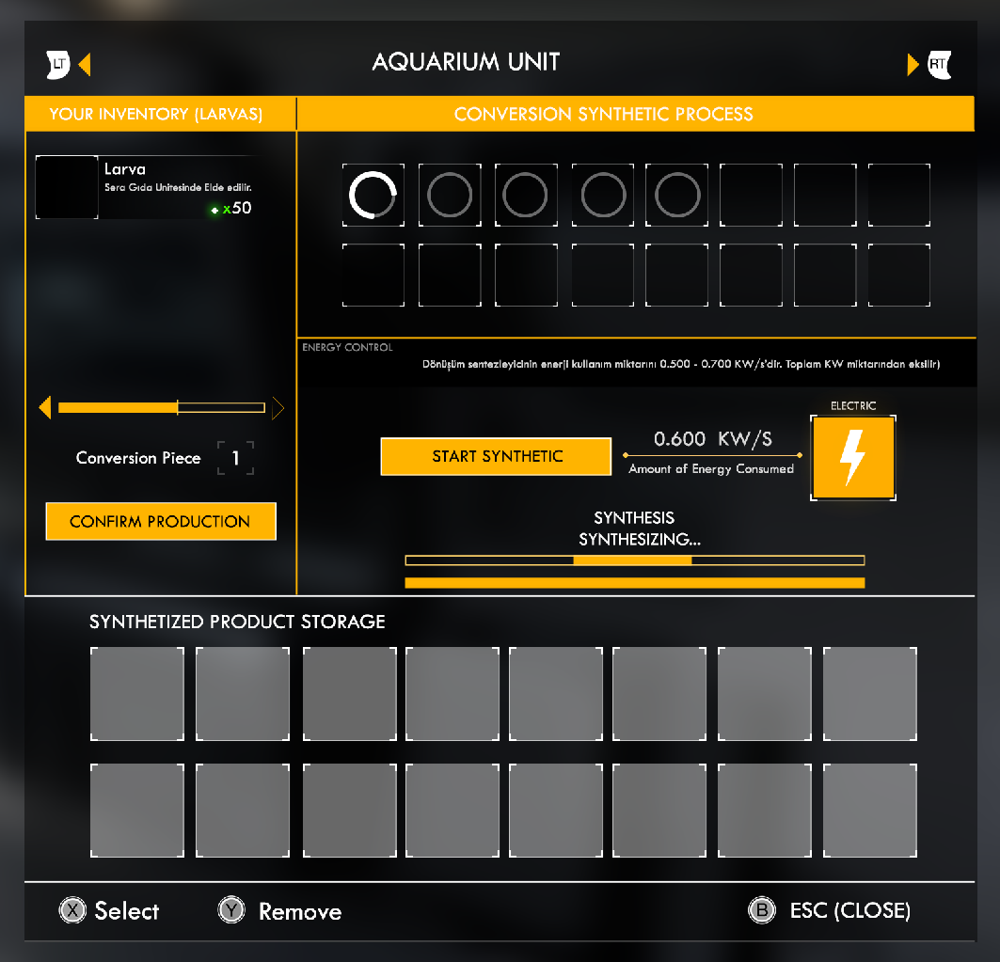 LT
AQUARIUM UNIT
RT
YOUR INVENTORY (LARVAS)
CONVERSION SYNTHETIC PROCESS
Larva
Sera Gıda Unitesinde Elde edilir.
x50
ENERGY CONTROL
Dönüşüm sentezleyidnin enerji kullanım miktarını 0.500 - 0.700 KW/s'dir. Toplam KW miktarından eksilir)
ELECTRIC
START SYNTHETIC
0.600 KW/S
Amount of Energy Consumed
Conversion Piece 1
CONFIRM PRODUCTION
SYNTHESIS
SYNTHESIZING...
SYNTHETIZED PRODUCT STORAGE
X Select
Y Remove
B ESC (CLOSE)